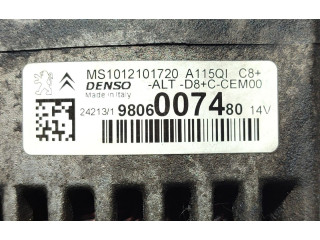 MS1012101720 A115QI C8+
DENSO -ALT -D8+C-CEM00
Made in Italy
24213/1 9806007480 14V